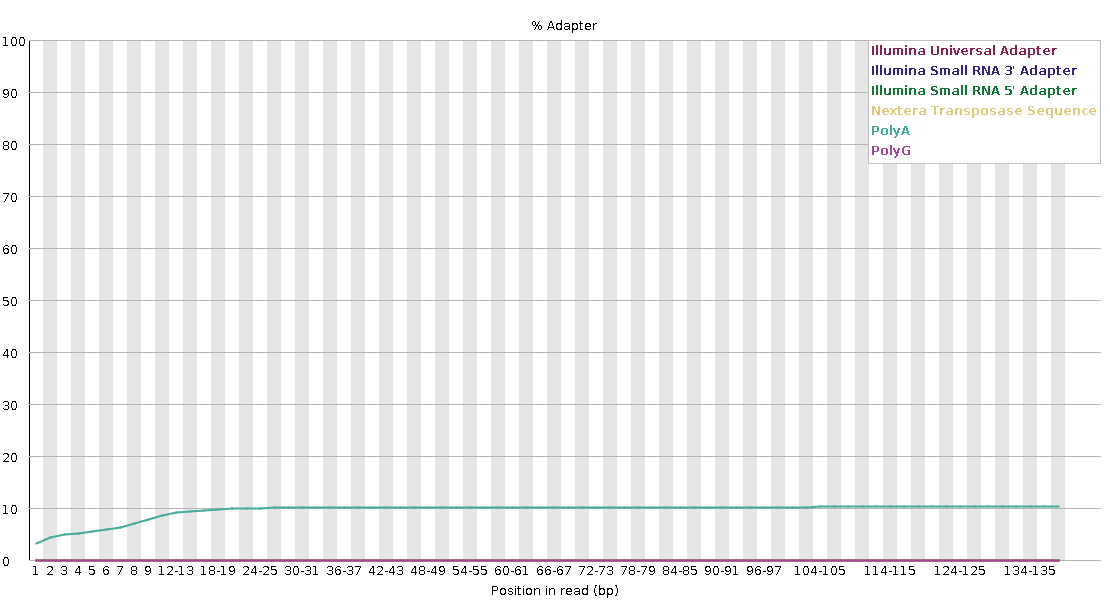 % Adapter
100
90
80
70
60
50
40
30
20
10
0
Illumina Universal Adapter
Illumina Small RNA 3' Adapter
Illumina Small RNA 5' Adapter
Nextera Transposase Sequence
PolyA
PolyG
1 2 3 4 5 6 7 8 9 12-13 18-19 24-25 30-31 36-37 42-43 48-49 54-55 60-61 66-67 72-73 78-79 84-85 90-91 96-97 104-105 114-115 124-125 134-135
Position in read (bp)